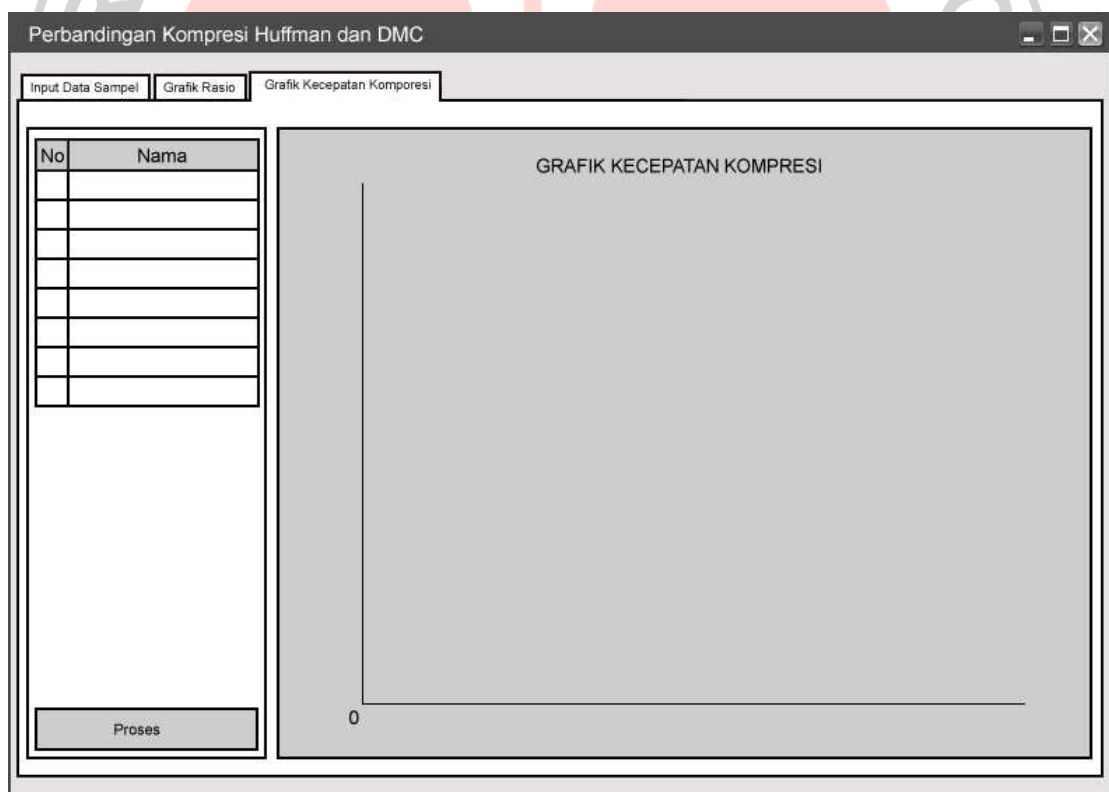 Perbandingan Kompresi Huffman dan DMC
Input Data Sampel Grafik Rasio Grafik Kecepatan Komporesi
No Nama
GRAFIK KECEPATAN KOMPRESI
0
Proses